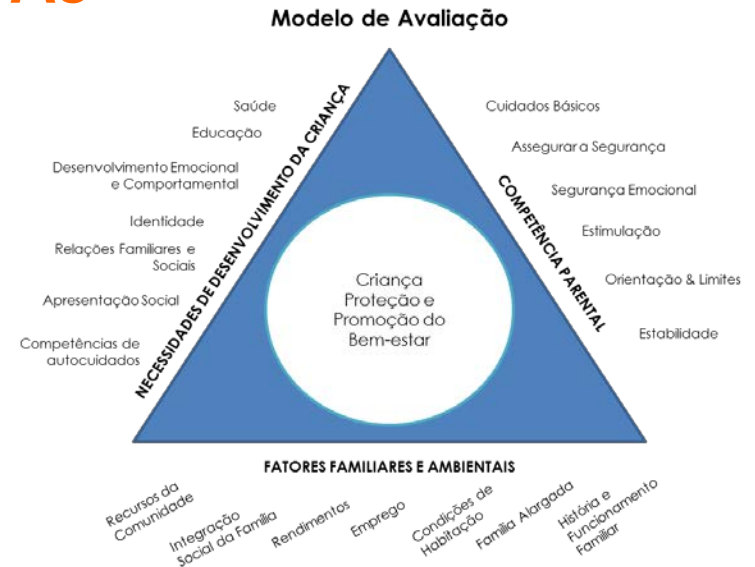 Modelo de Avaliação
Saúde
Educação
Desenvolvimento Emocional
e Comportamental
Identidade
Relações Familiares e
Sociais
Apresentação Social
Competências de
autocuidados
NECESSIDADES DE DESENVOLVIMENTO DA CRIANÇA
Criança
Proteção e
Promoção do
Bem-estar
COMPETÊNCIA PARENTAL
Cuidados Básicos
Assegurar a Segurança
Segurança Emocional
Estimulação
Orientação & Limites
Estabilidade
FATORES FAMILIARES E AMBIENTAIS
Recursos da
Comunidade
Integração
Social da Família
Rendimentos
Emprego
Condições de
Habitação
Família Alargada
História e
Funcionamento
Familiar